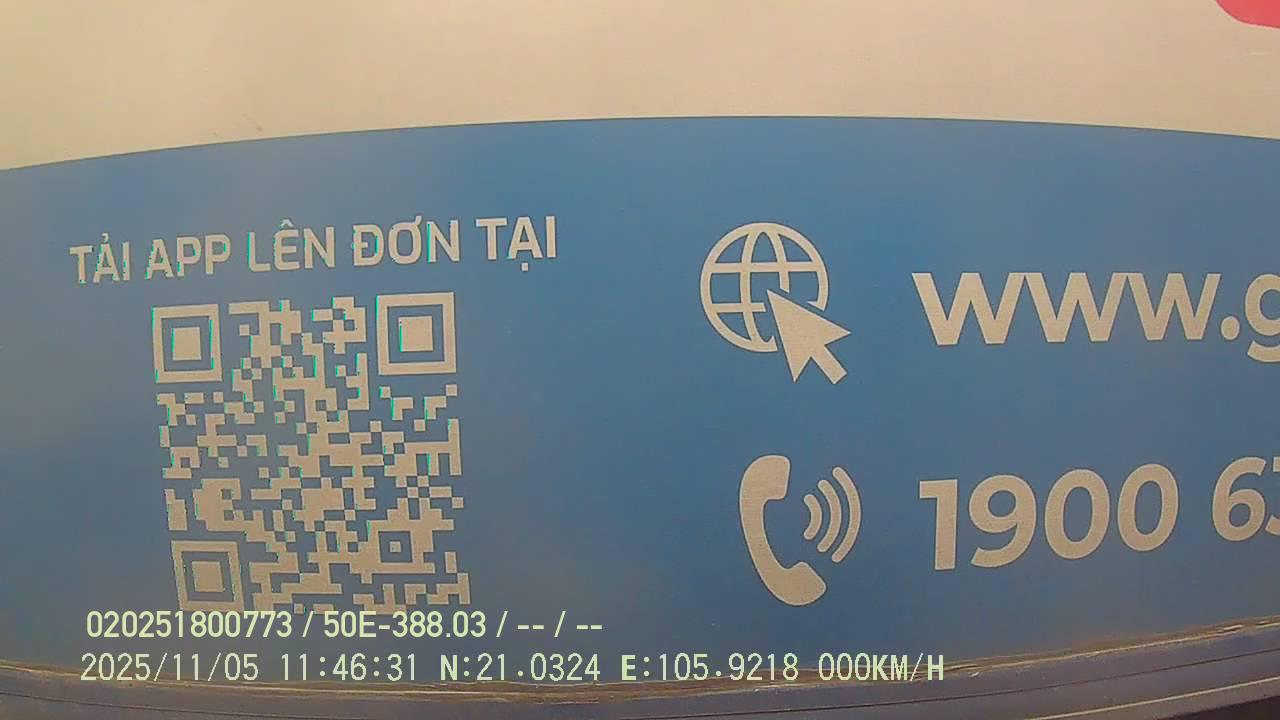 TẢI APP LÊN ĐƠN TẠI
www.g
1900 63
020251800773 / 50E-388.03 / -- / --
2025/11/05 11:46:31 N:21.0324 E:105.9218 000KM/H